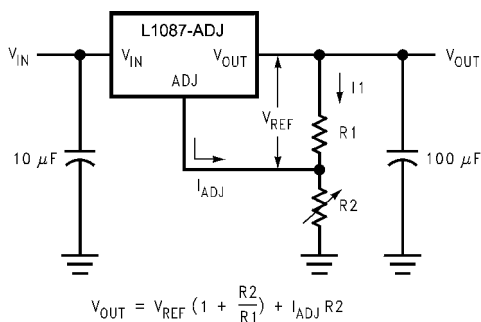 L1087-ADJ
V_IN
V_IN
V_OUT
V_OUT
ADJ
I1
V_REF
R1
10 µF
I_ADJ
R2
100 µF
V_OUT = V_REF (1 + R2/R1) + I_ADJ R2